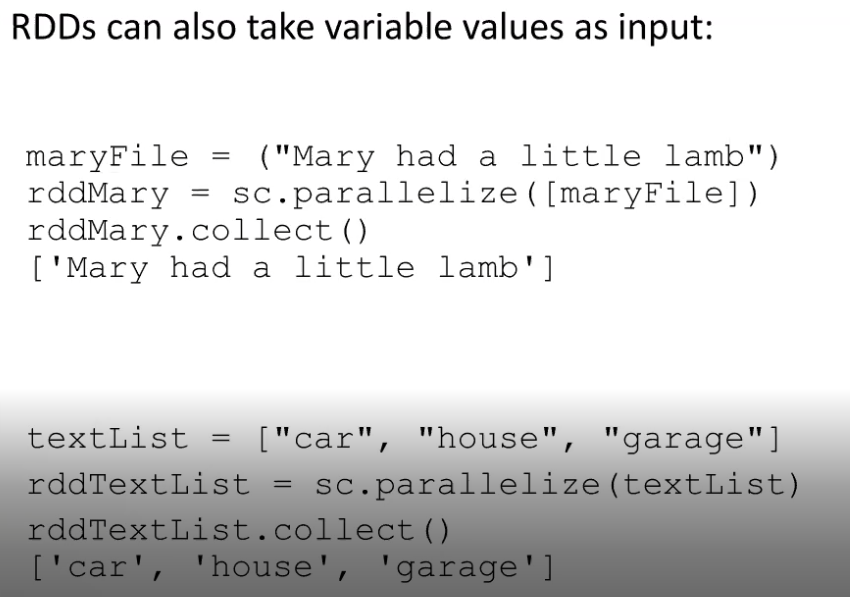 RDDs can also take variable values as input:
maryFile = ("Mary had a little lamb")
rddMary = sc.parallelize([maryFile])
rddMary.collect()
['Mary had a little lamb']
textList = ["car", "house", "garage"]
rddTextList = sc.parallelize(textList)
rddTextList.collect()
['car', 'house', 'garage']